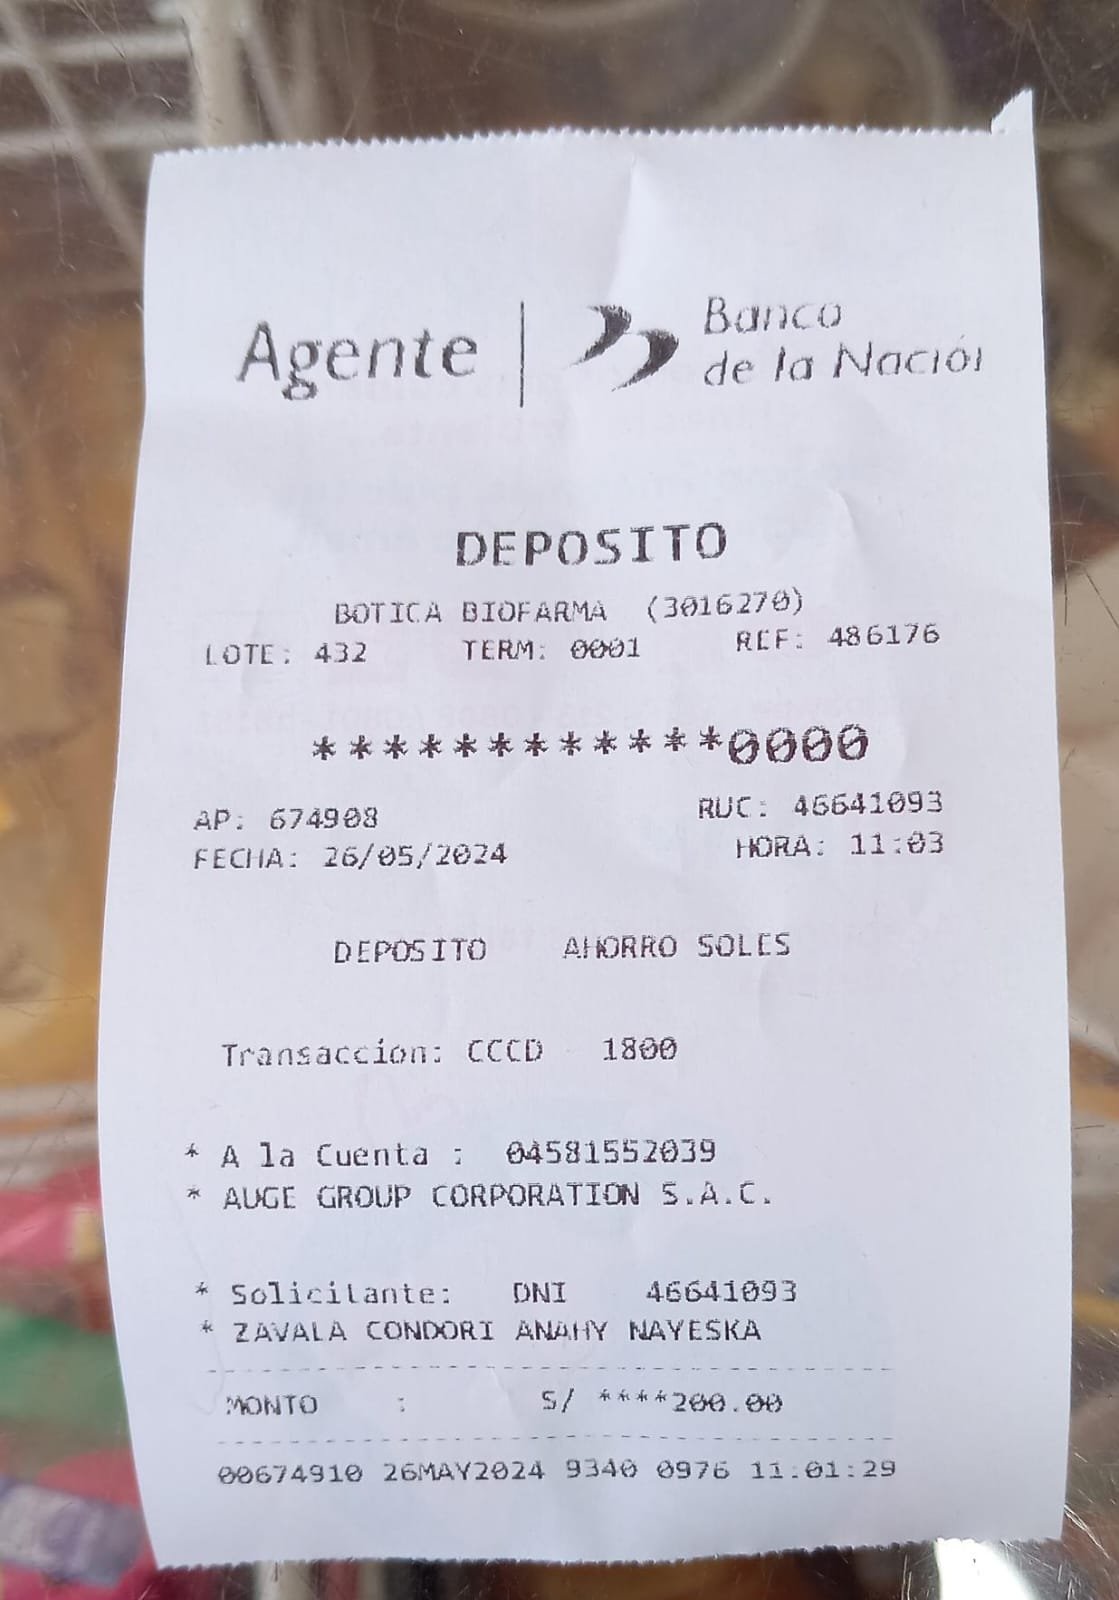 Agente | Banco
de la Nación
DEPOSITO
BOTICA BIOFARMA (3016270)
LOTE: 432 TERM: 0001 REF: 486176
************0000
AP: 674908 RUC: 46641093
FECHA: 26/05/2024 HORA: 11:03
DEPOSITO AHORRO SOLES
Transaccion: CCCD 1800
* A la Cuenta : 04581552039
* AUGE GROUP CORPORATION S.A.C.
* Solicitante: DNI 46641093
* ZAVALA CONDORI ANAHY NAYESKA
MONTO : S/ ****200.00
00674910 26MAY2024 9340 0976 11:01:29